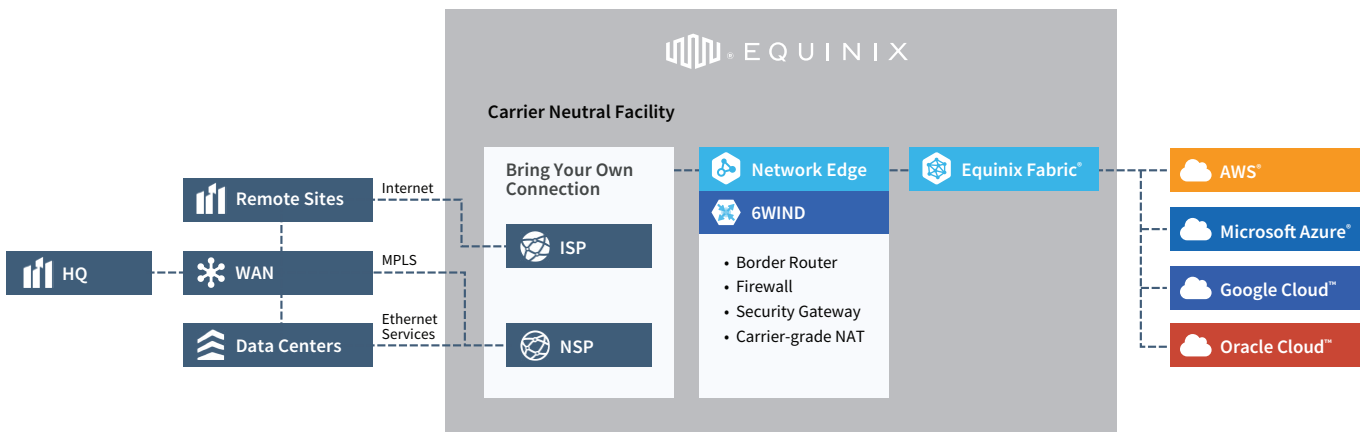 ® EQUINIX
Carrier Neutral Facility
Bring Your Own
Connection
ISP
NSP
Network Edge
6WIND
• Border Router
• Firewall
• Security Gateway
• Carrier-grade NAT
Equinix Fabric®
HQ
Remote Sites
WAN
Data Centers
Internet
MPLS
Ethernet
Services
AWS®
Microsoft Azure®
Google Cloud™
Oracle Cloud™